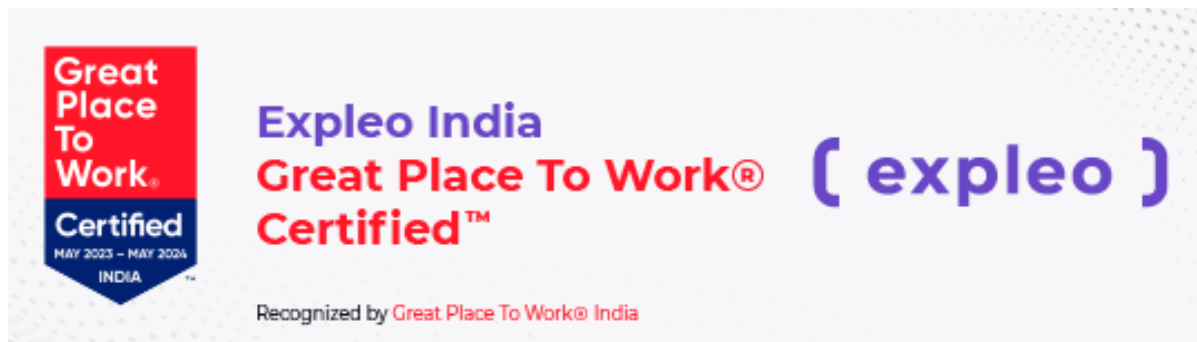 Great
Place
To
Work®
Certified
MAY 2023 – MAY 2024
INDIA
™
Expleo India
Great Place To Work®
Certified™
Recognized by Great Place To Work® India
( expleo )